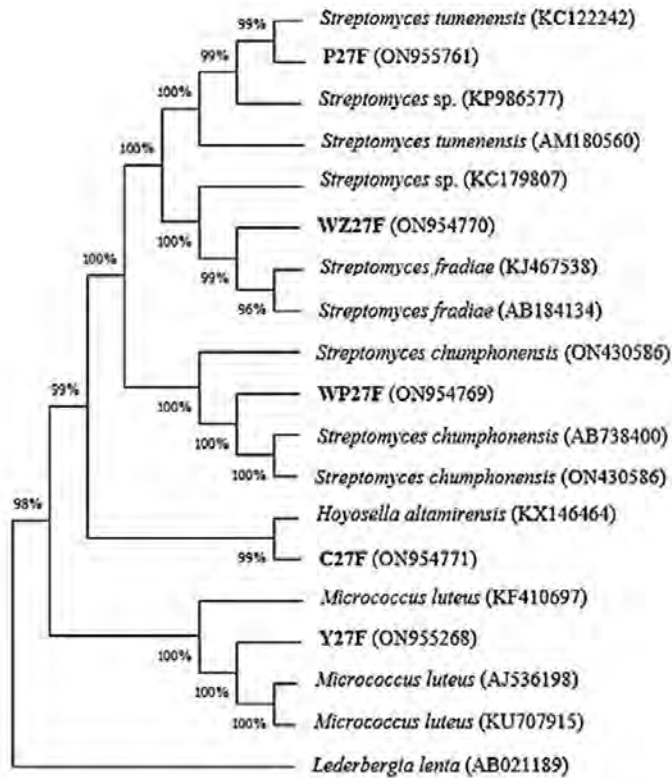 99% Streptomyces tumenensis (KC122242)
99% P27F (ON955761)
100% Streptomyces sp. (KP986577)
100% Streptomyces tumenensis (AM180560)
Streptomyces sp. (KC179807)
100% WZ27F (ON954770)
100% 99% Streptomyces fradiae (KJ467538)
96% Streptomyces fradiae (AB184134)
Streptomyces chumphonensis (ON430586)
99% WP27F (ON954769)
100% 100% Streptomyces chumphonensis (AB738400)
100% Streptomyces chumphonensis (ON430586)
98% Hoyosella altamirensis (KX146464)
99% C27F (ON954771)
Micrococcus luteus (KF410697)
100% Y27F (ON955268)
100% Micrococcus luteus (AJ536198)
100% Micrococcus luteus (KU707915)
Lederbergia lenta (AB021189)